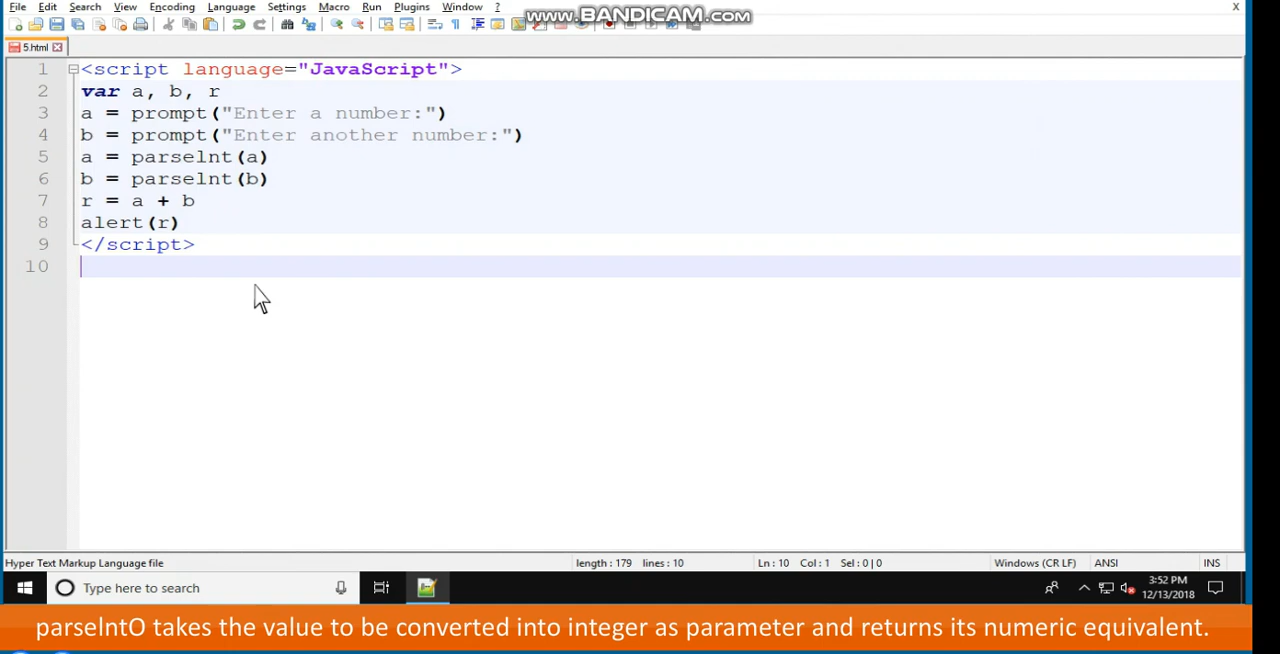 File Edit Search View Encoding Language Settings Macro Run Plugins Window ? X
www.BANDICAM.com
5.html
1 <script language="JavaScript">
2 var a, b, r
3 a = prompt("Enter a number:")
4 b = prompt("Enter another number:")
5 a = parselnt(a)
6 b = parselnt(b)
7 r = a + b
8 alert(r)
9 </script>
10
Hyper Text Markup Language file length : 179 lines : 10 Ln : 10 Col : 1 Sel : 0 | 0 Windows (CR LF) ANSI INS
Type here to search 3:52 PM
12/13/2018
parselntO takes the value to be converted into integer as parameter and returns its numeric equivalent.